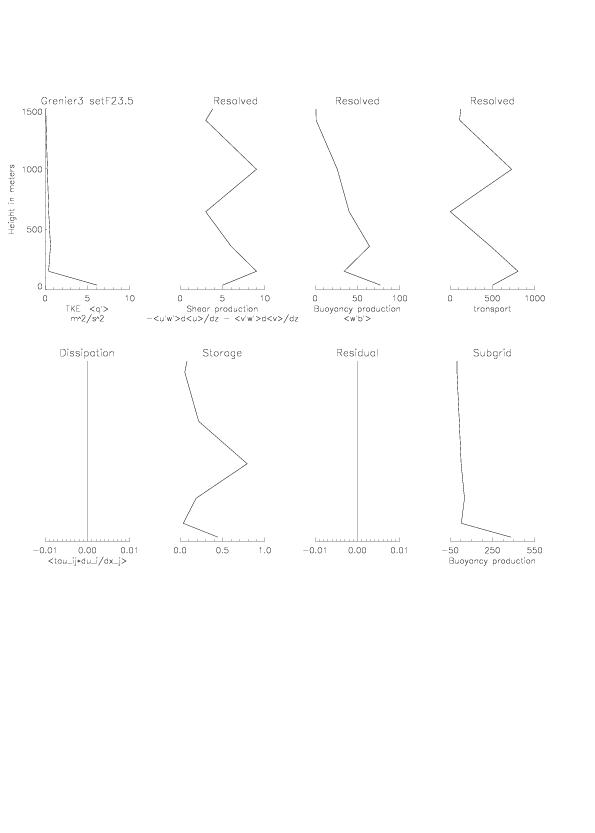 Grenier3 setF23.5
Resolved
Resolved
Resolved
1500
1000
500
0
Height in meters
0 5 10
0 5 10
0 50 100
0 500 1000
TKE <q'>
m^2/s^2
Shear production
-<u'w'>d<u>/dz - <v'w'>d<v>/dz
Buoyancy production
<w'b'>
transport
Dissipation
Storage
Residual
Subgrid
-0.01 0.00 0.01
0.0 0.5 1.0
-0.01 0.00 0.01
-50 250 550
<tau_ij*du_i/dx_j>
Buoyancy production